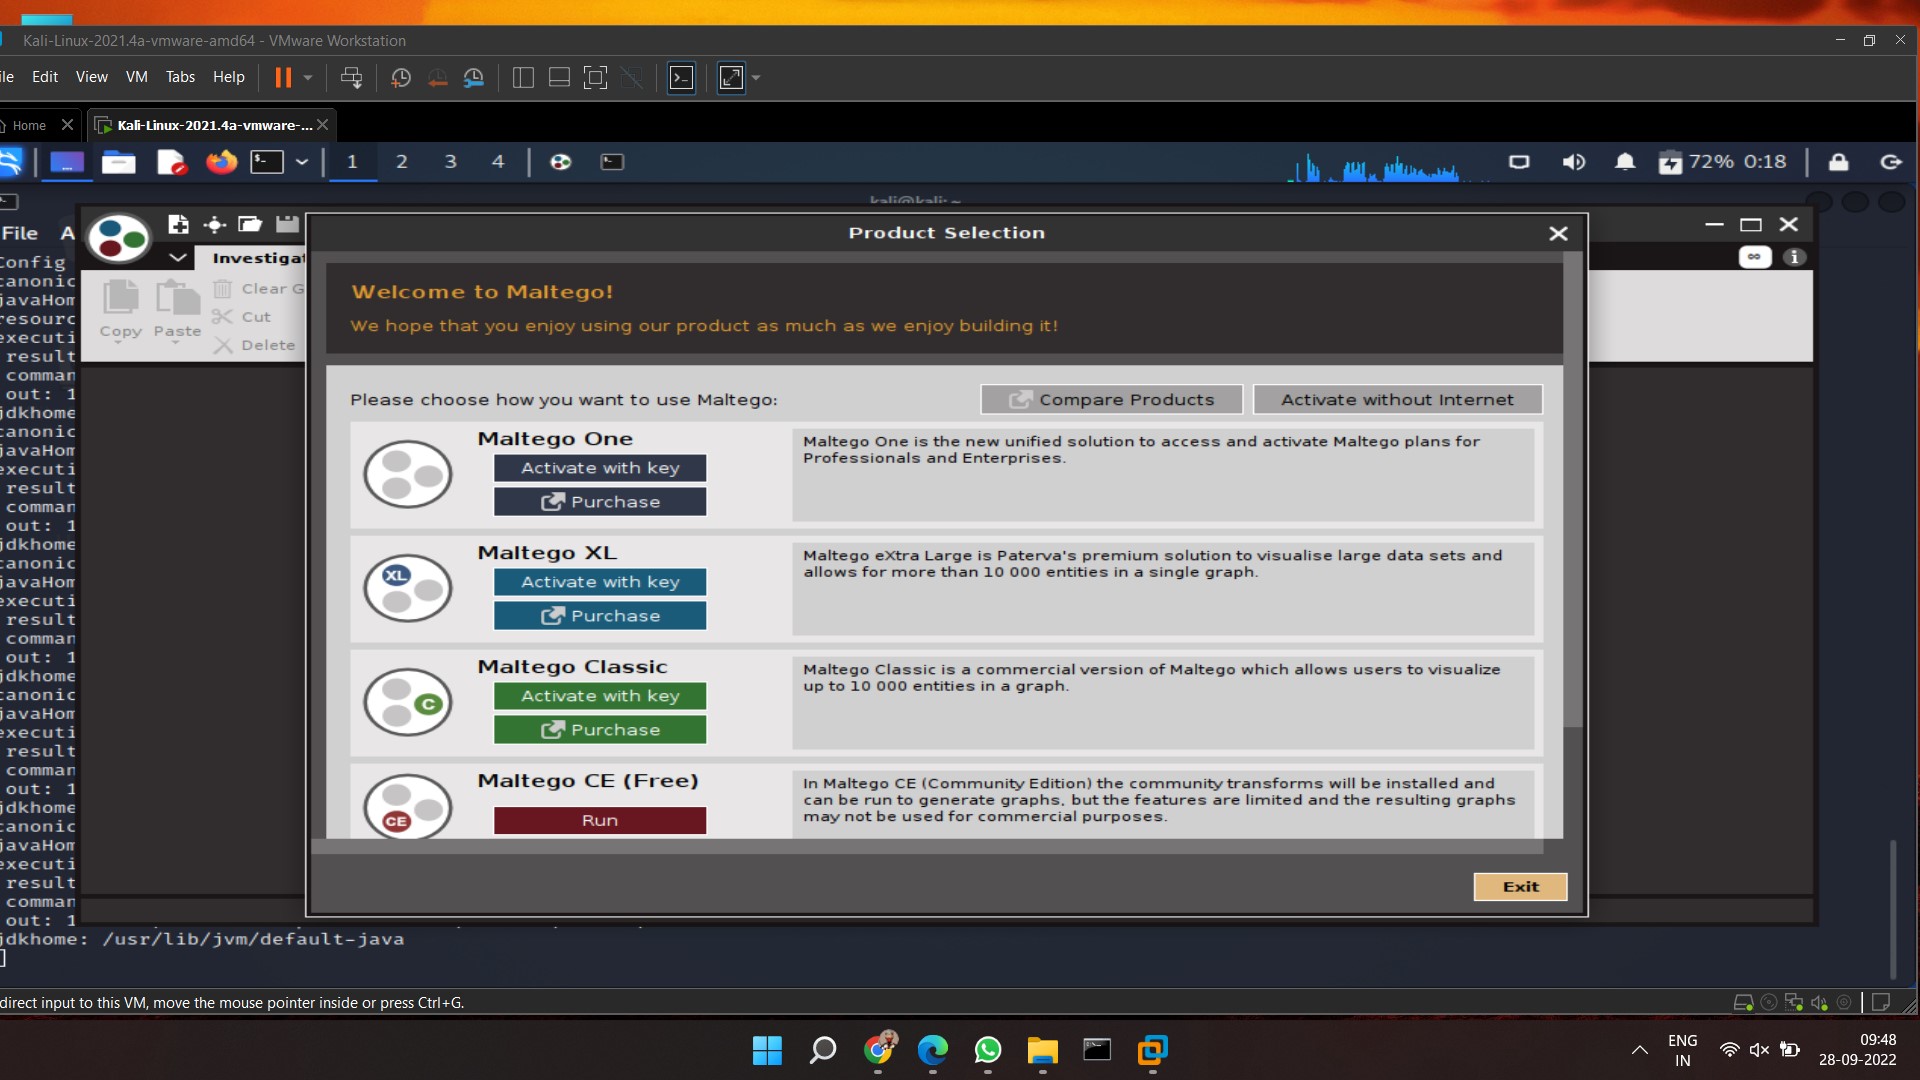 Kali-Linux-2021.4a-vmware-amd64 - VMware Workstation
ile Edit View VM Tabs Help
Home
Kali-Linux-2021.4a-vmware-...
1 2 3 4
72% 0:18
kali@kali: ~
File A
Product Selection
Investigat
Copy Paste
Clear G
Cut
Delete
Welcome to Maltego!
We hope that you enjoy using our product as much as we enjoy building it!
Please choose how you want to use Maltego:
Compare Products
Activate without Internet
Maltego One
Activate with key
Purchase
Maltego One is the new unified solution to access and activate Maltego plans for
Professionals and Enterprises.
XL
Maltego XL
Activate with key
Purchase
Maltego eXtra Large is Paterva's premium solution to visualise large data sets and
allows for more than 10 000 entities in a single graph.
C
Maltego Classic
Activate with key
Purchase
Maltego Classic is a commercial version of Maltego which allows users to visualize
up to 10 000 entities in a graph.
CE
Maltego CE (Free)
Run
In Maltego CE (Community Edition) the community transforms will be installed and
can be run to generate graphs, but the features are limited and the resulting graphs
may not be used for commercial purposes.
Exit
Config
canonic
javaHom
resourc
executi
result
comman
out: 1
jdkhome
canonic
javaHom
executi
result
comman
out: 1
jdkhome
canonic
javaHom
executi
result
comman
out: 1
jdkhome
canonic
javaHom
executi
result
comman
out: 1
jdkhome
canonic
javaHom
executi
result
comman
out: 1
jdkhome: /usr/lib/jvm/default-java
direct input to this VM, move the mouse pointer inside or press Ctrl+G.
ENG
IN
09:48
28-09-2022